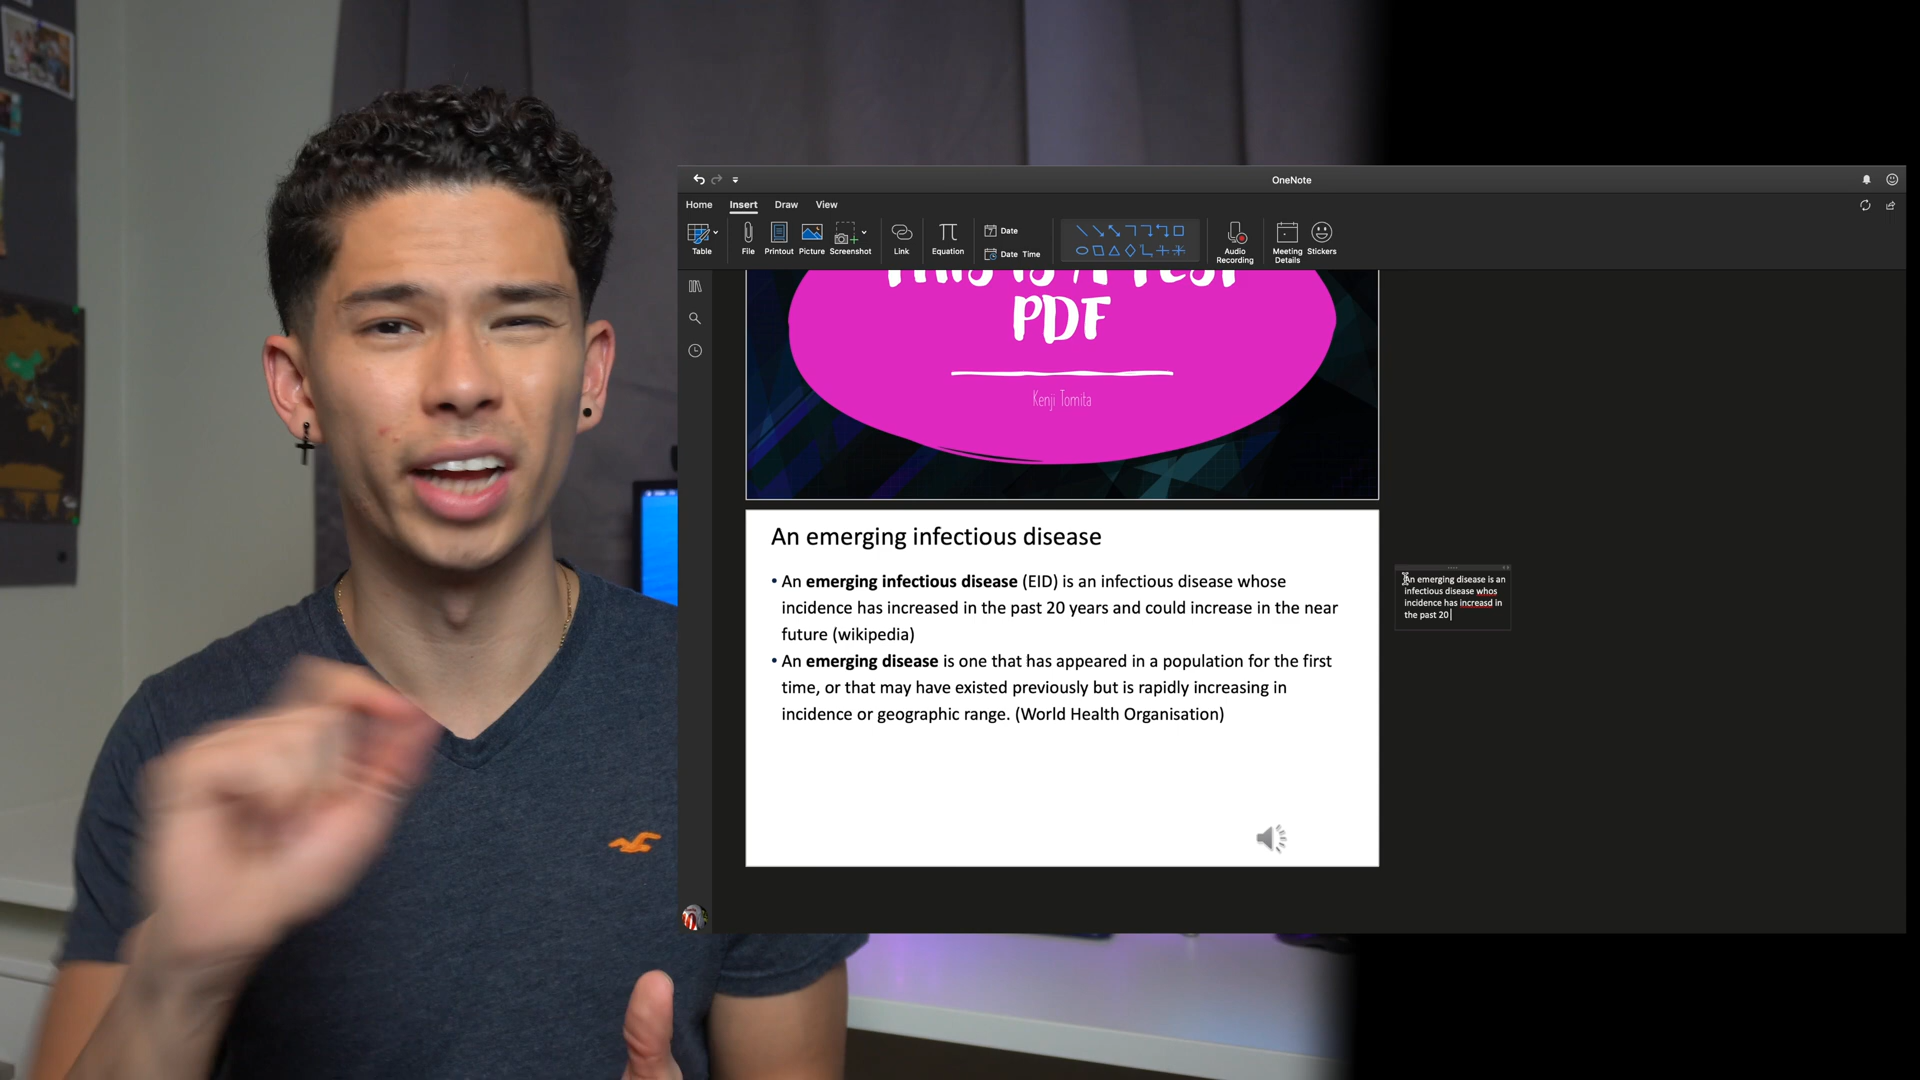 OneNote
Home Insert Draw View
Table File Printout Picture Screenshot Link Equation Date Audio Meeting Stickers
Date Time Recording Details
THIS IS A TEST
PDF
Kenji Tomita
An emerging infectious disease
• An emerging infectious disease (EID) is an infectious disease whose
incidence has increased in the past 20 years and could increase in the near
future (wikipedia)
• An emerging disease is one that has appeared in a population for the first
time, or that may have existed previously but is rapidly increasing in
incidence or geographic range. (World Health Organisation)
An emerging disease is an
infectious disease whos
incidence has increasd in
the past 20